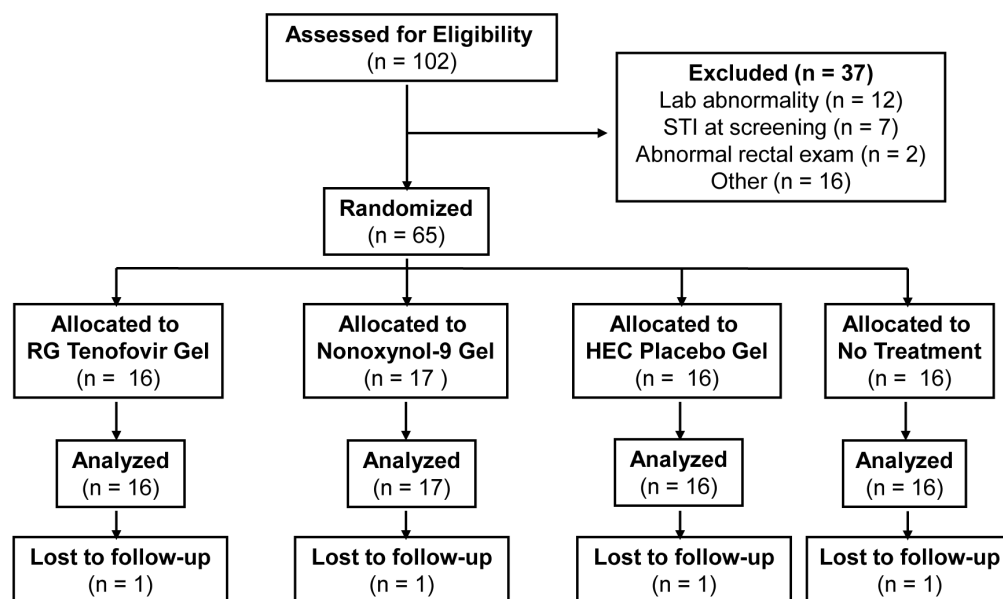 Assessed for Eligibility
(n = 102)
Excluded (n = 37)
Lab abnormality (n = 12)
STI at screening (n = 7)
Abnormal rectal exam (n = 2)
Other (n = 16)
Randomized
(n = 65)
Allocated to
RG Tenofovir Gel
(n = 16)
Allocated to
Nonoxynol-9 Gel
(n = 17 )
Allocated to
HEC Placebo Gel
(n = 16)
Allocated to
No Treatment
(n = 16)
Analyzed
(n = 16)
Analyzed
(n = 17)
Analyzed
(n = 16)
Analyzed
(n = 16)
Lost to follow-up
(n = 1)
Lost to follow-up
(n = 1)
Lost to follow-up
(n = 1)
Lost to follow-up
(n = 1)